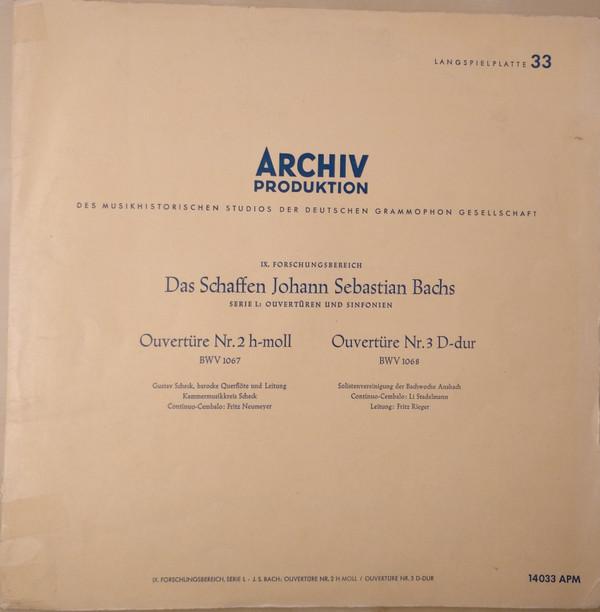 LANGSPIELPLATTE 33
ARCHIV
PRODUKTION
DES MUSIKHISTORISCHEN STUDIOS DER DEUTSCHEN GRAMMOPHON GESELLSCHAFT
IX. FORSCHUNGSBEREICH
Das Schaffen Johann Sebastian Bachs
SERIE L: OUVERTÜREN UND SINFONIEN
Ouvertüre Nr. 2 h-moll
BWV 1067
Gustav Scheck, barocke Querflöte und Leitung
Kammermusikkreis Scheck
Continuo-Cembalo: Fritz Neumeyer
Ouvertüre Nr. 3 D-dur
BWV 1068
Solistenvereinigung der Bachwoche Ansbach
Continuo-Cembalo: Li Stadelmann
Leitung: Fritz Rieger
IX. FORSCHUNGSBEREICH, SERIE L - J. S. BACH: OUVERTÜRE NR. 2 H MOLL / OUVERTÜRE NR. 3 D-DUR
14033 APM